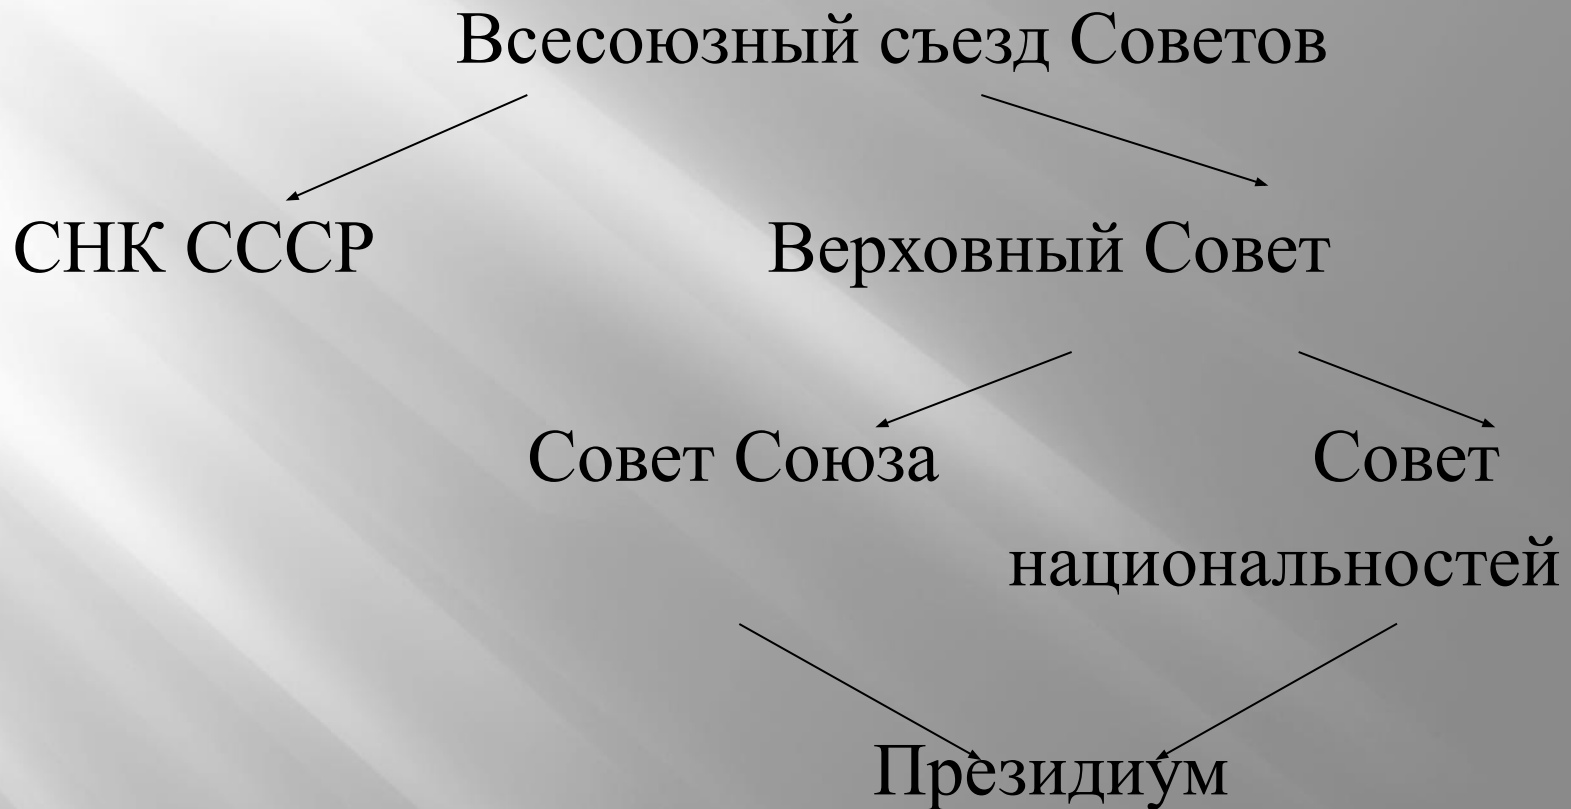 Всесоюзный съезд Советов
СНК СССР
Верховный Совет
Совет Союза
Совет
национальностей
Президиум